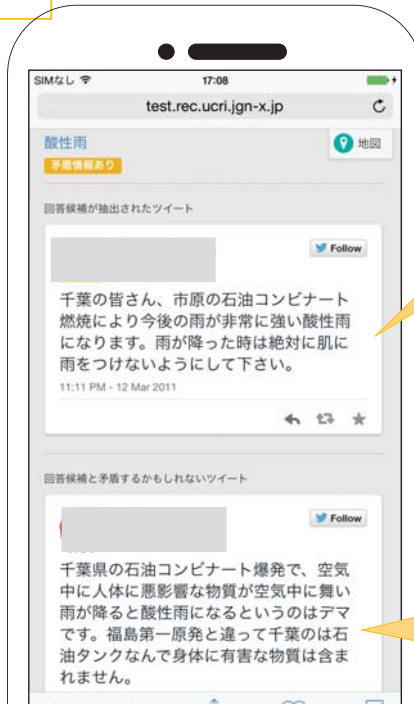 SIMなし 17:08
test.rec.ucri.jgn-x.jp
酸性雨
地図
矛盾情報あり
回答候補が抽出されたツイート
Follow
千葉の皆さん、市原の石油コンビナート
燃焼により今後の雨が非常に強い酸性雨
になります。雨が降った時は絶対に肌に
雨をつけないようにして下さい。
11:11 PM - 12 Mar 2011
回答候補と矛盾するかもしれないツイート
Follow
千葉県の石油コンビナート爆発で、空気
中に人体に悪影響な物質が空気中に舞い
雨が降ると酸性雨になるというのはデマ
です。福島第一原発と違って千葉のは石
油タンクなんで身体に有害な物質は含ま
れません。